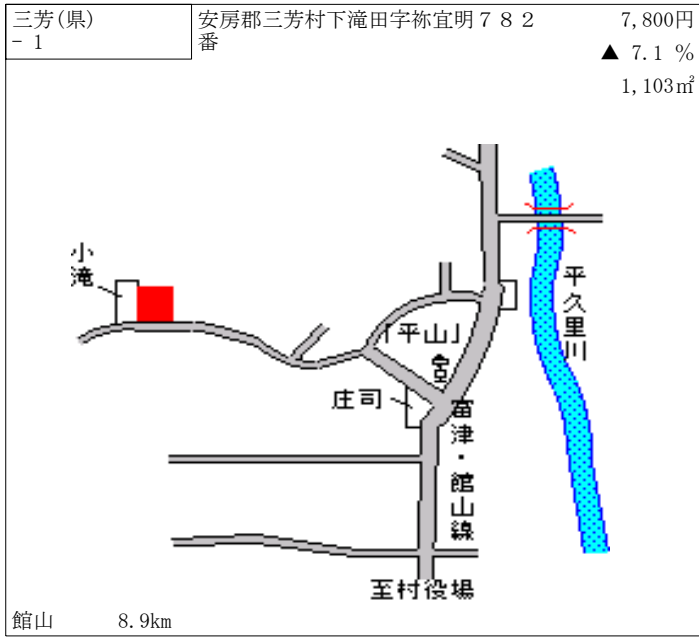 三芳(県)
- 1
安房郡三芳村下滝田字祢宜明７８２
番
7,800円
▲ 7.1 %
1,103㎡
小滝
平久里川
「平山」
庄司
富津・館山線
至村役場
館山 8.9km